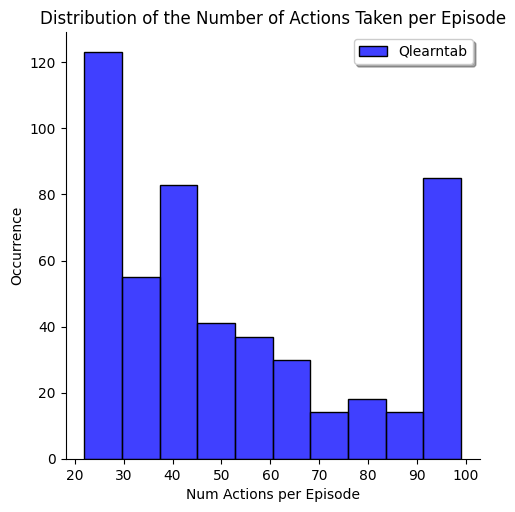 Distribution of the Number of Actions Taken per Episode
Qlearntab
120
100
80
60
40
20
0
Occurrence
20 30 40 50 60 70 80 90 100
Num Actions per Episode